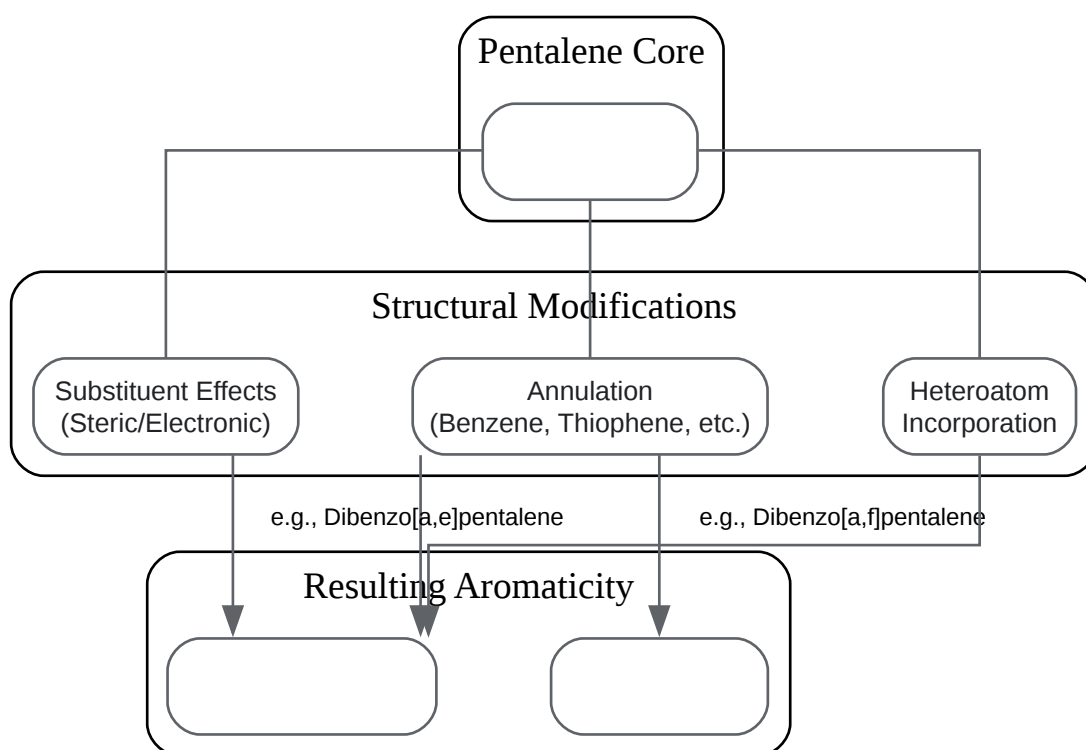 Pentalene Core
Structural Modifications
Substituent Effects
(Steric/Electronic)
Annulation
(Benzene, Thiophene, etc.)
Heteroatom
Incorporation
e.g., Dibenzo[a,e]pentalene
e.g., Dibenzo[a,f]pentalene
Resulting Aromaticity